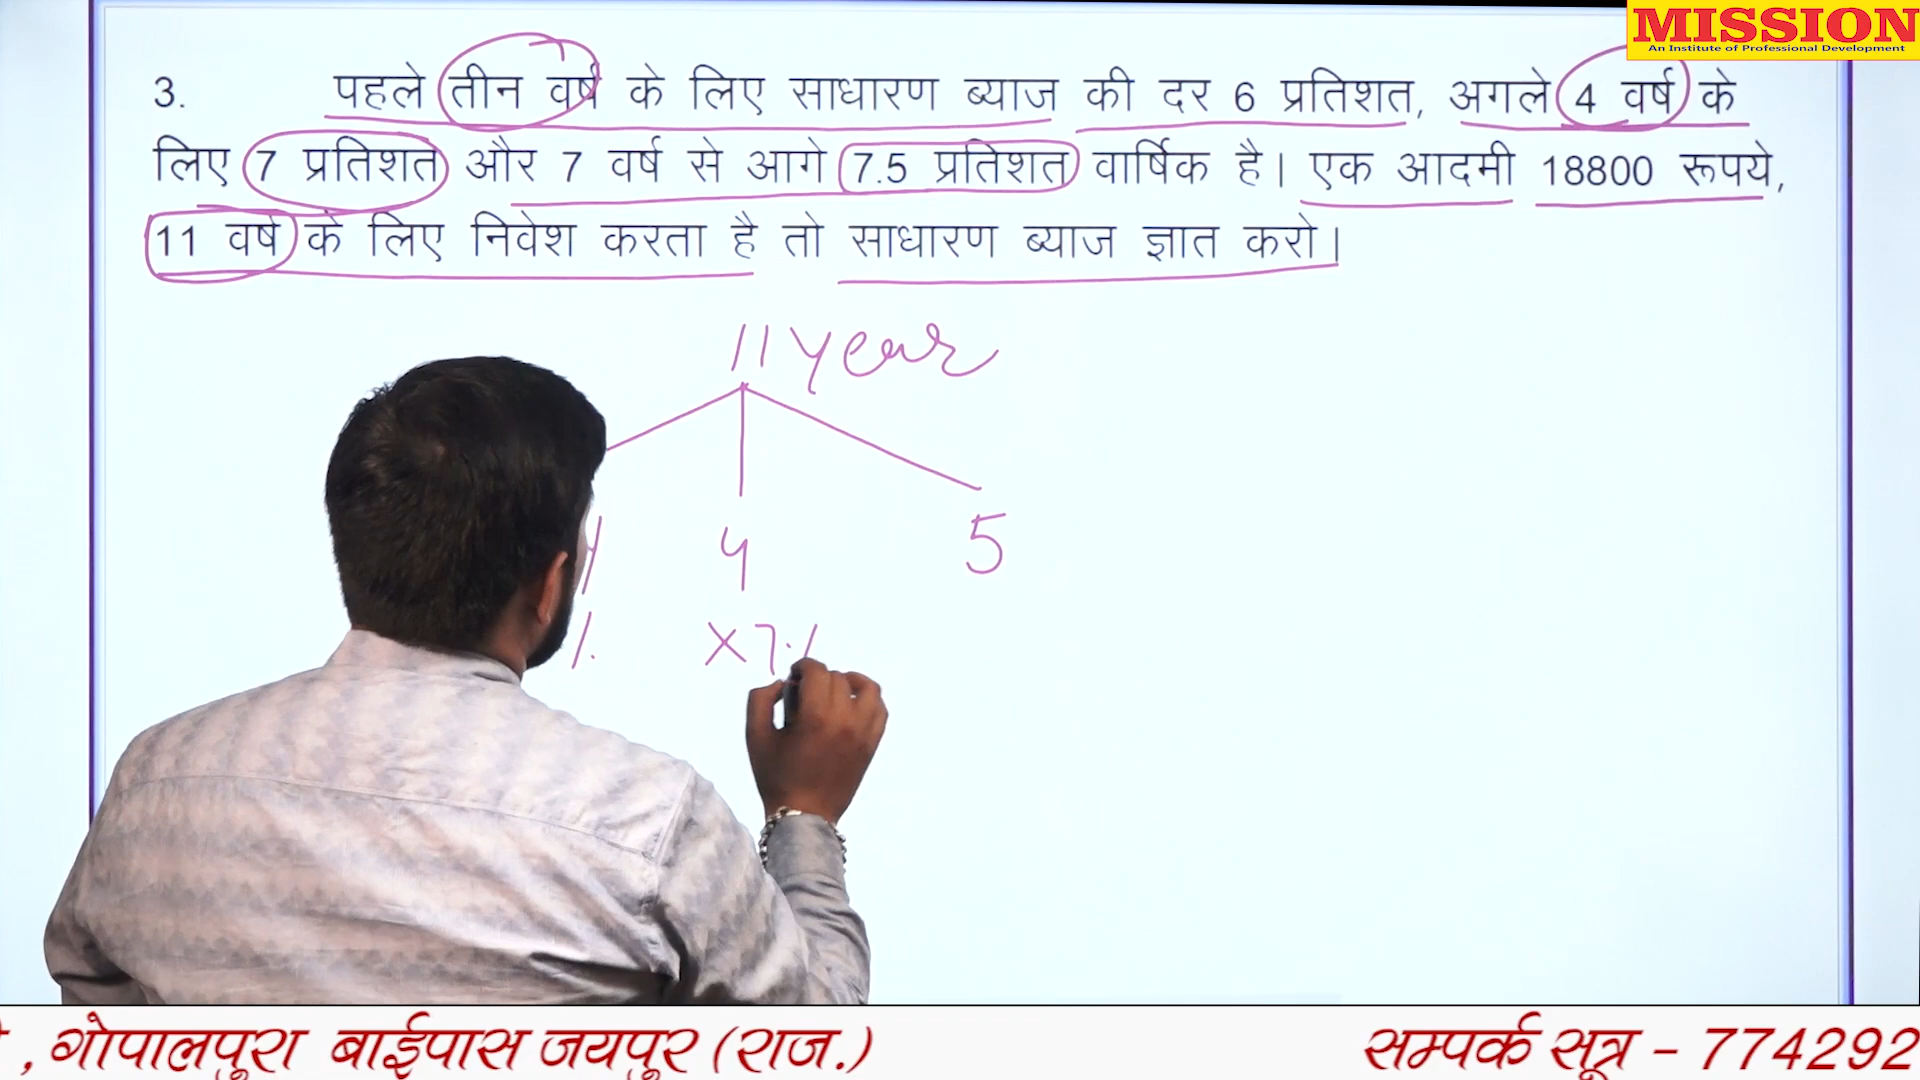 MISSION
An Institute of Professional Development
3. पहले तीन वर्ष के लिए साधारण ब्याज की दर 6 प्रतिशत, अगले 4 वर्ष के
लिए 7 प्रतिशत और 7 वर्ष से आगे 7.5 प्रतिशत वार्षिक है। एक आदमी 18800 रूपये,
11 वर्ष के लिए निवेश करता है तो साधारण ब्याज ज्ञात करो।
11 year
4 5
×7%
,गोपालपुरा बाईपास जयपुर (राज.) सम्पर्क सूत्र - 774292